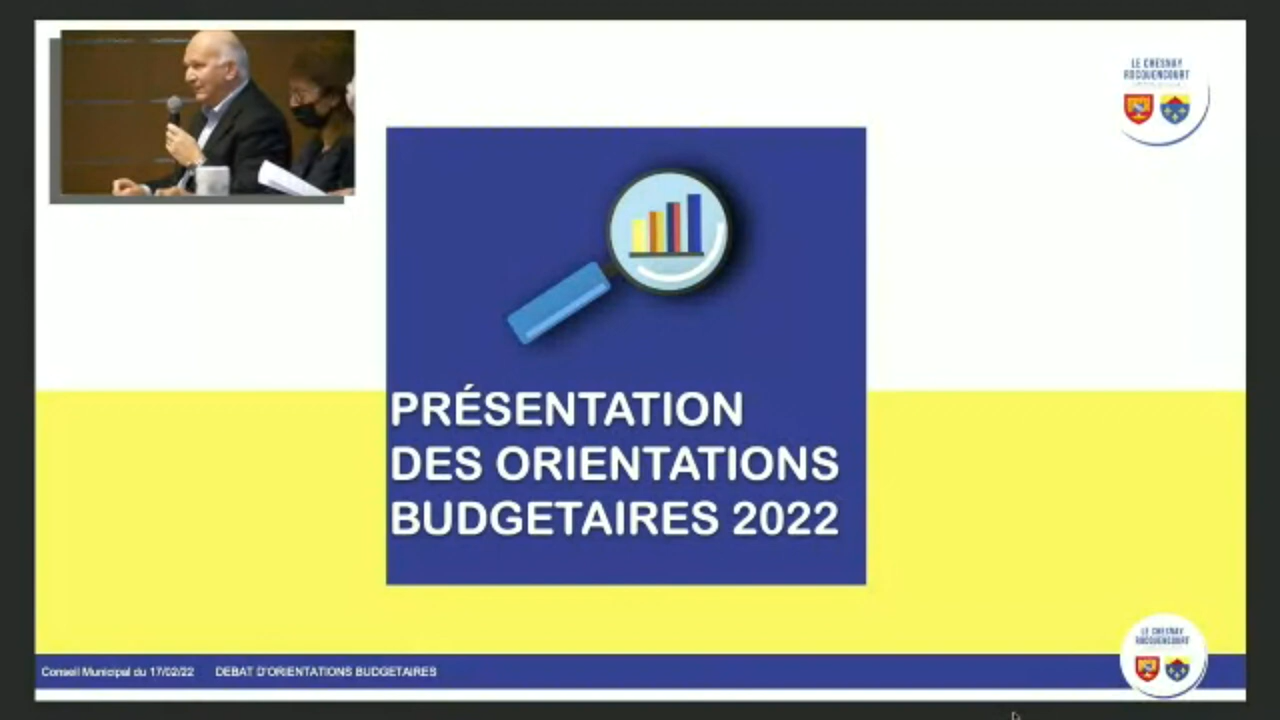 LE CHESNAY
ROCQUENCOURT
PRÉSENTATION
DES ORIENTATIONS
BUDGETAIRES 2022
Conseil Municipal du 17/02/22 DEBAT D'ORIENTATIONS BUDGETAIRES
LE CHESNAY
ROCQUENCOURT